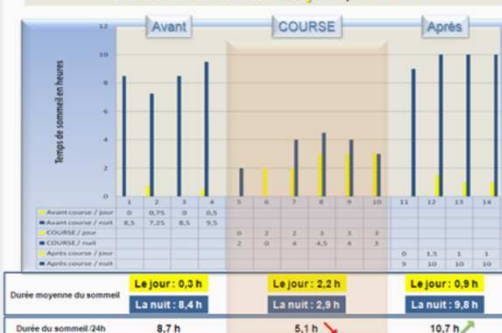 Avant COURSE Après
Temps de sommeil en heures
12
10
8
6
4
2
0
1 2 3 4 5 6 7 8 9 10 11 12 13 14
Avant course / jour 0 0,75 0 0,5
Avant course / nuit 8,5 7,25 8,5 9,5
COURSE / jour 0 2 2 3 3 3
COURSE / nuit 2 0 4 4,5 4 3
Après course / jour 0 1,5 1 1
Après course / nuit 9 10 10 10
Durée moyenne du sommeil
Le jour : 0,3 h Le jour : 2,2 h Le jour : 0,9 h
La nuit : 8,4 h La nuit : 2,9 h La nuit : 9,8 h
Durée du sommeil /24h 8,7 h 5,1 h 10,7 h